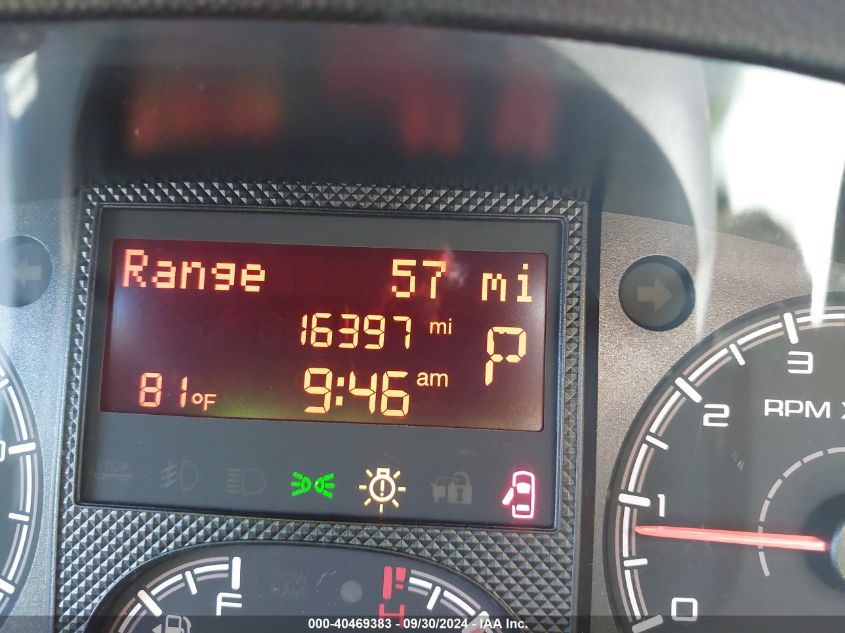 Range 57 mi
16397 mi
P
81°F
9:46 am
3
2
RPM X
1
0
F
H
000-40469383 - 09/30/2024 - IAA Inc.